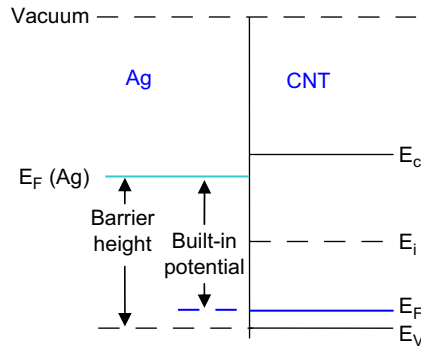 Vacuum
Ag
CNT
E_c
E_F (Ag)
Barrier
height
Built-in
potential
E_i
E_F
E_V